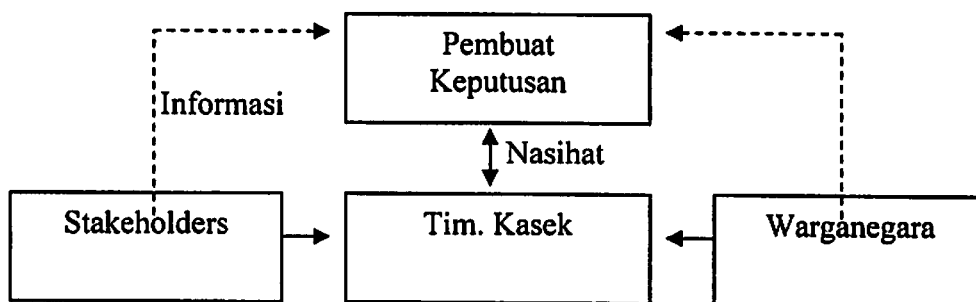 Pembuat
Keputusan
Informasi
Nasihat
Stakeholders
Tim. Kasek
Warganegara